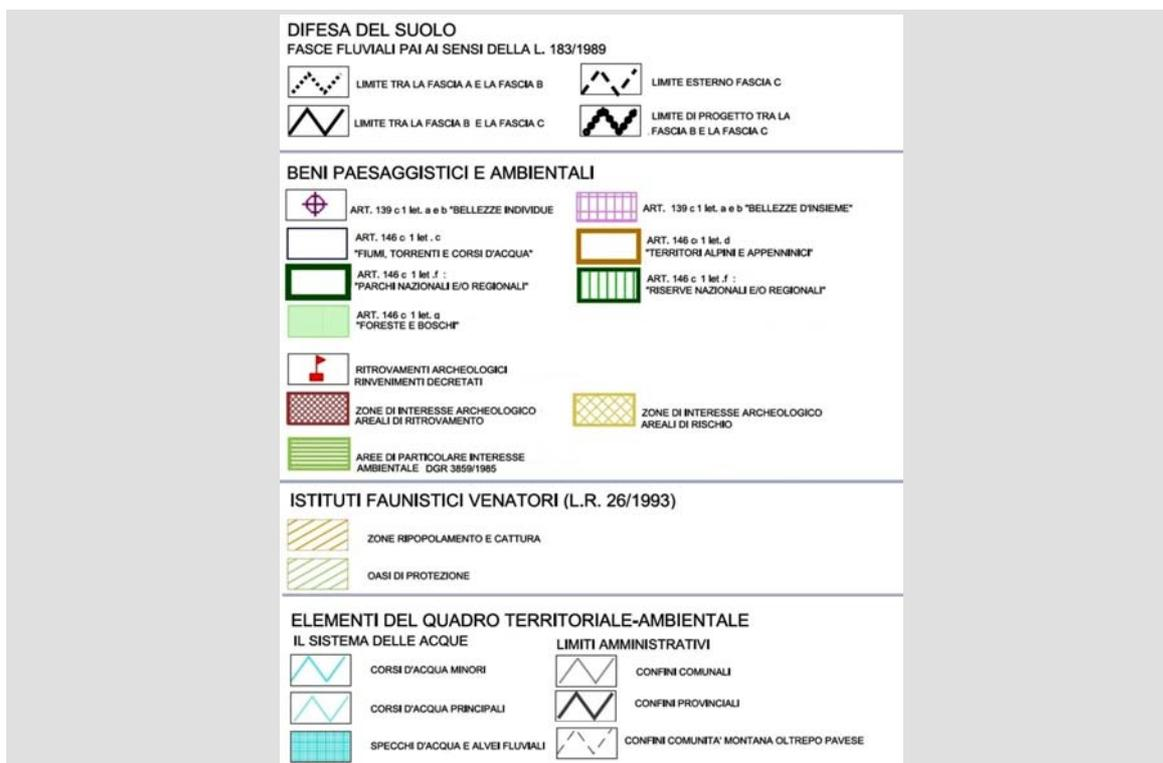 DIFESA DEL SUOLO
FASCE FLUVIALI PAI AI SENSI DELLA L. 183/1989
LIMITE TRA LA FASCIA A E LA FASCIA B
LIMITE ESTERNO FASCIA C
LIMITE TRA LA FASCIA B E LA FASCIA C
LIMITE DI PROGETTO TRA LA
FASCIA B E LA FASCIA C
BENI PAESAGGISTICI E AMBIENTALI
ART. 139 c 1 let. a e b "BELLEZZE INDIVIDUE
ART. 139 c 1 let. a e b "BELLEZZE D'INSIEME"
ART. 146 c 1 let. c
"FIUMI, TORRENTI E CORSI D'ACQUA"
ART. 146 c 1 let. d
"TERRITORI ALPINI E APPENNINICI"
ART. 146 c 1 let .f :
"PARCHI NAZIONALI E/O REGIONALI"
ART. 146 c 1 let .f :
"RISERVE NAZIONALI E/O REGIONALI"
ART. 146 c 1 let. g
"FORESTE E BOSCHI"
RITROVAMENTI ARCHEOLOGICI
RINVENIMENTI DECRETATI
ZONE DI INTERESSE ARCHEOLOGICO
AREALI DI RITROVAMENTO
ZONE DI INTERESSE ARCHEOLOGICO
AREALI DI RISCHIO
AREE DI PARTICOLARE INTERESSE
AMBIENTALE DGR 3859/1985
ISTITUTI FAUNISTICI VENATORI (L.R. 26/1993)
ZONE RIPOPOLAMENTO E CATTURA
OASI DI PROTEZIONE
ELEMENTI DEL QUADRO TERRITORIALE-AMBIENTALE
IL SISTEMA DELLE ACQUE
LIMITI AMMINISTRATIVI
CORSI D'ACQUA MINORI
CONFINI COMUNALI
CORSI D'ACQUA PRINCIPALI
CONFINI PROVINCIALI
SPECCHI D'ACQUA E ALVEI FLUVIALI
CONFINI COMUNITA' MONTANA OLTREPO PAVESE